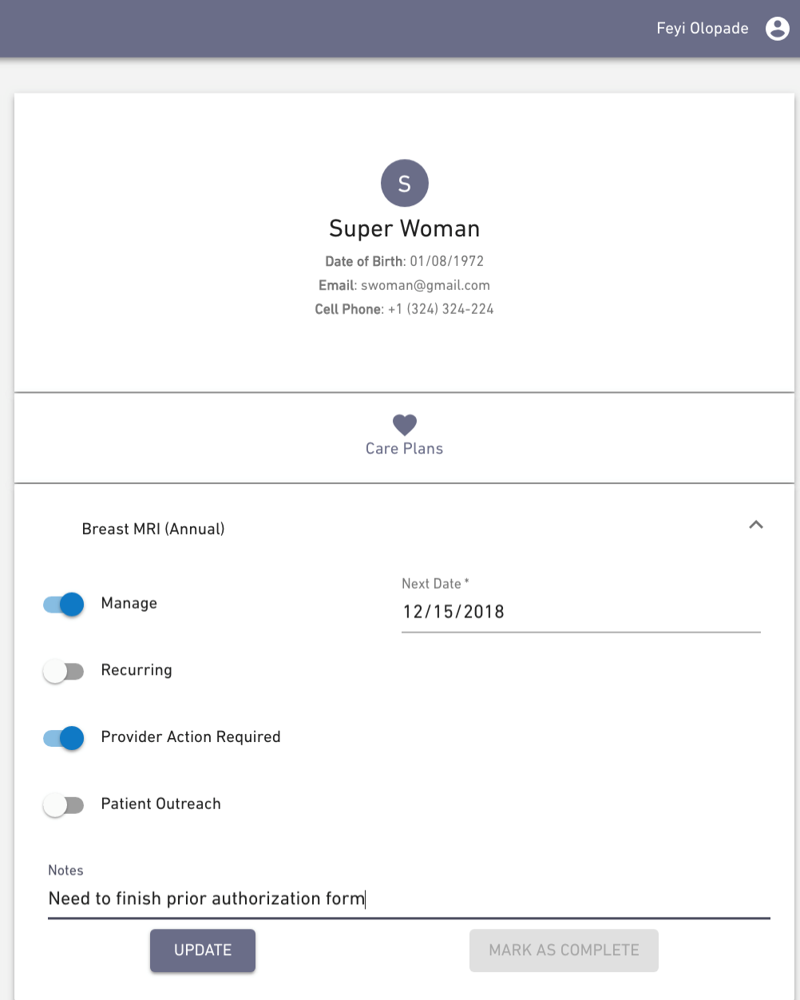 Feyi Olopade
S
Super Woman
Date of Birth: 01/08/1972
Email: swoman@gmail.com
Cell Phone: +1 (324) 324-224
Care Plans
Breast MRI (Annual)
Manage
Next Date *
12/15/2018
Recurring
Provider Action Required
Patient Outreach
Notes
Need to finish prior authorization form
UPDATE
MARK AS COMPLETE